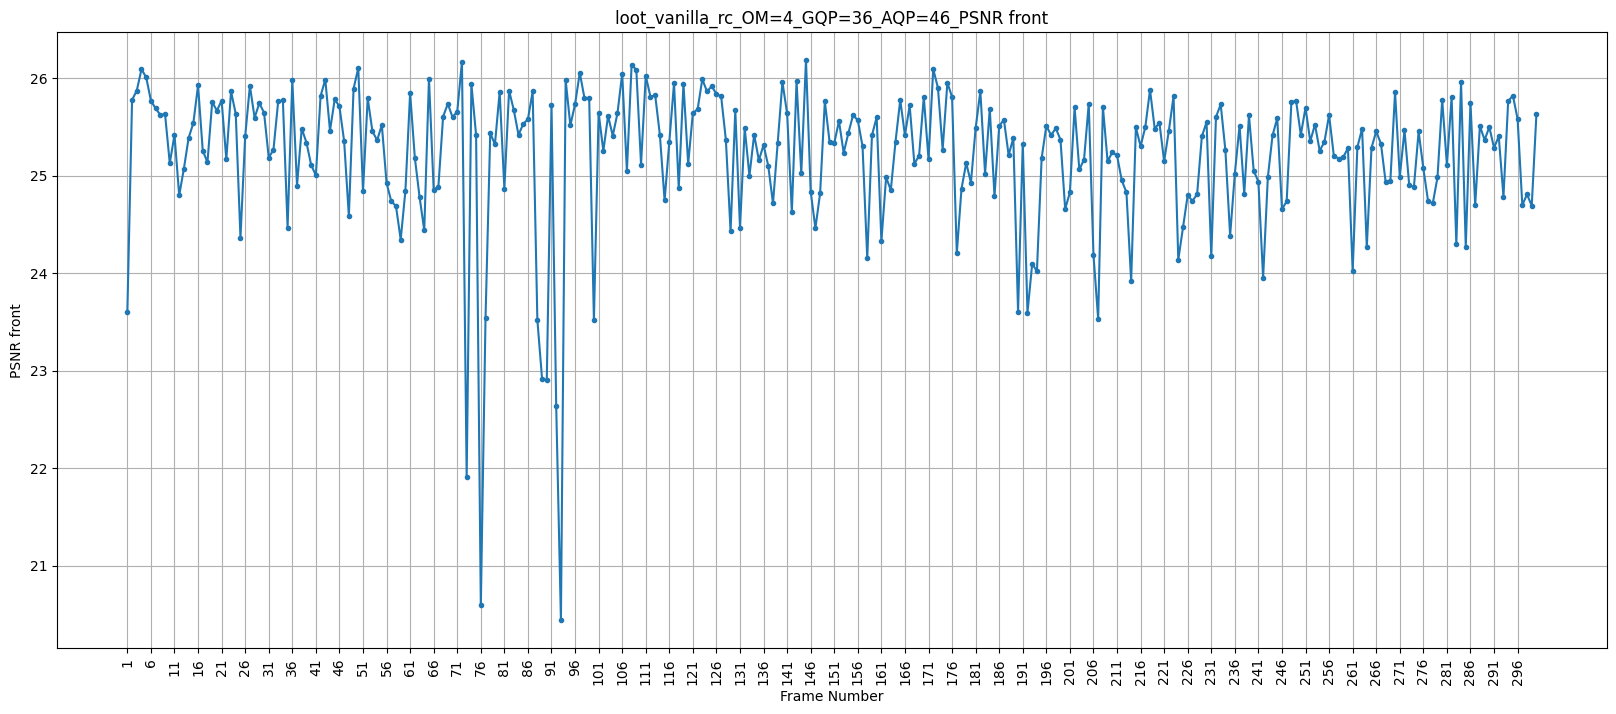 loot_vanilla_rc_OM=4_GQP=36_AQP=46_PSNR front
PSNR front
26
25
24
23
22
21
1 6 11 16 21 26 31 36 41 46 51 56 61 66 71 76 81 86 91 96 101 106 111 116 121 126 131 136 141 146 151 156 161 166 171 176 181 186 191 196 201 206 211 216 221 226 231 236 241 246 251 256 261 266 271 276 281 286 291 296
Frame Number